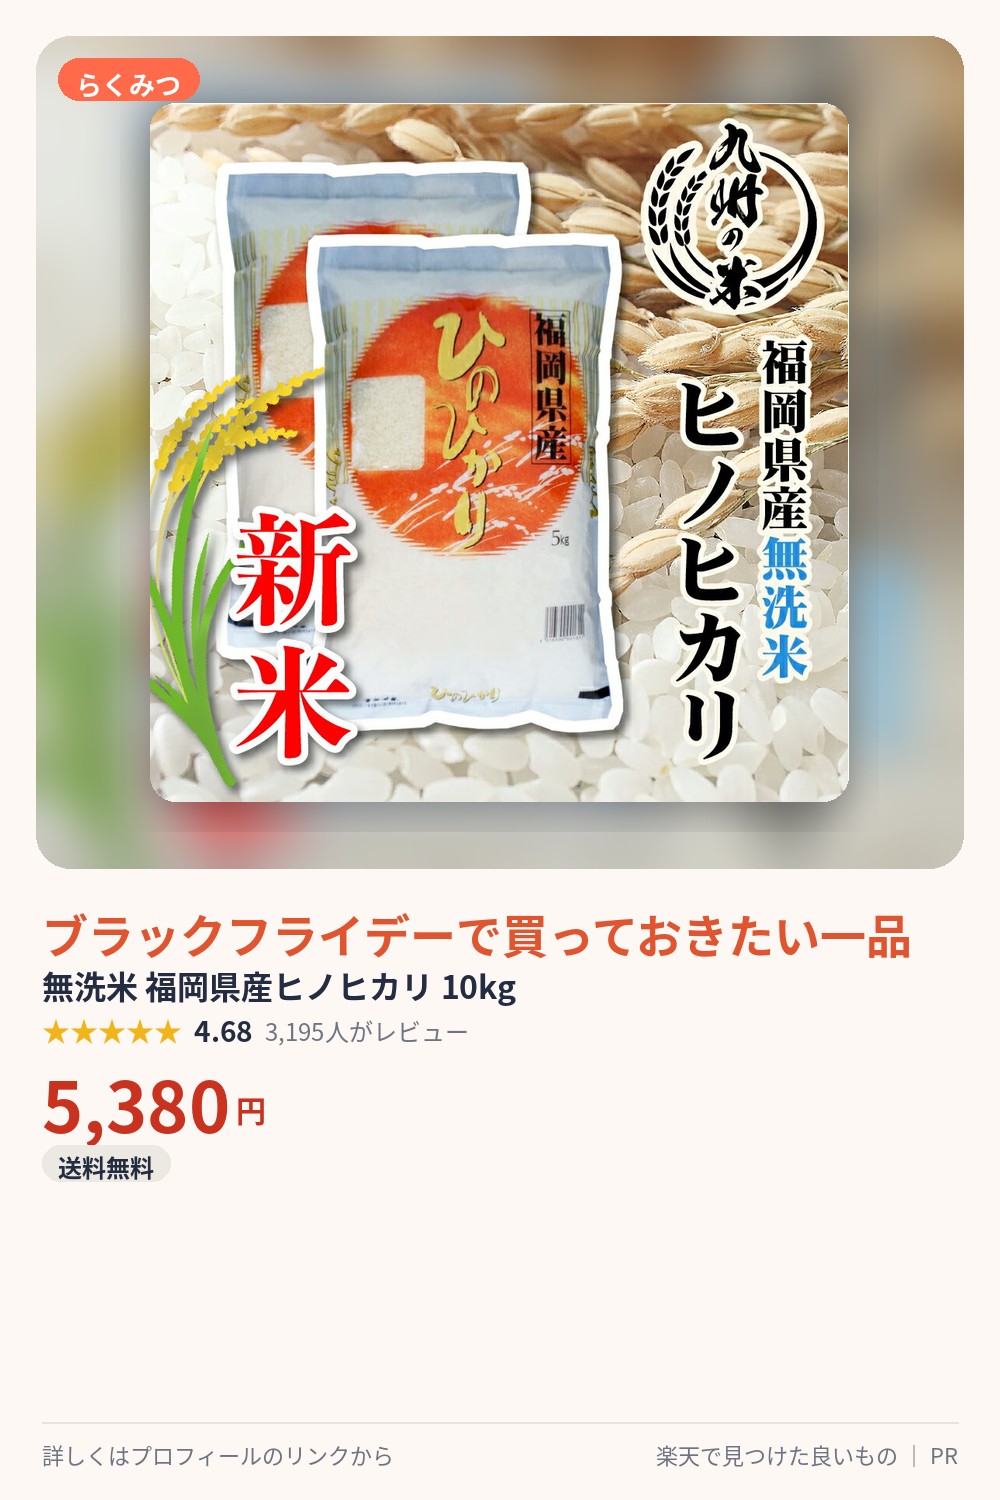 らくみつ
九州の米
福岡県産無洗米
ヒノヒカリ
福岡県産
ひのひかり
5kg
ひのひかり
新米
ブラックフライデーで買っておきたい一品
無洗米 福岡県産ヒノヒカリ 10kg
★★★★★ 4.68 3,195人がレビュー
5,380円
送料無料
詳しくはプロフィールのリンクから
楽天で見つけた良いもの | PR